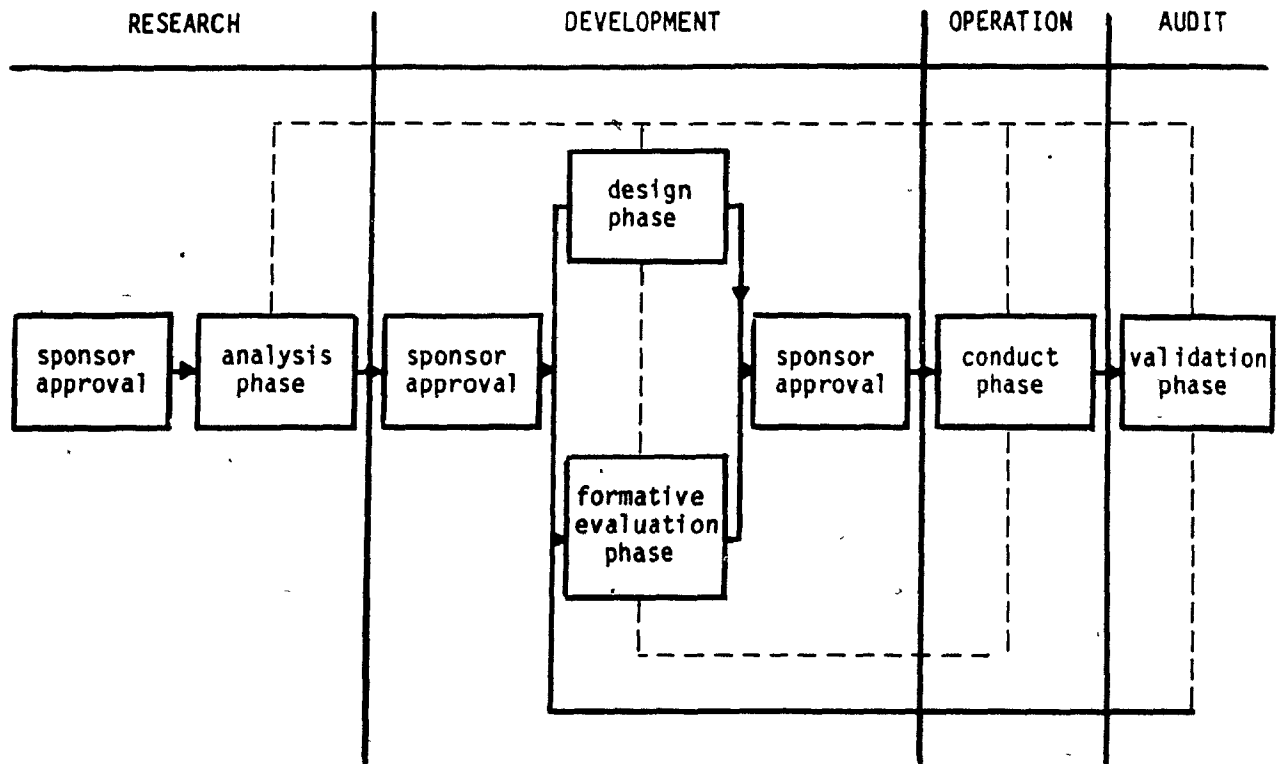 RESEARCH
DEVELOPMENT
OPERATION
AUDIT
design
phase
sponsor
approval
analysis
phase
sponsor
approval
sponsor
approval
conduct
phase
validation
phase
formative
evaluation
phase